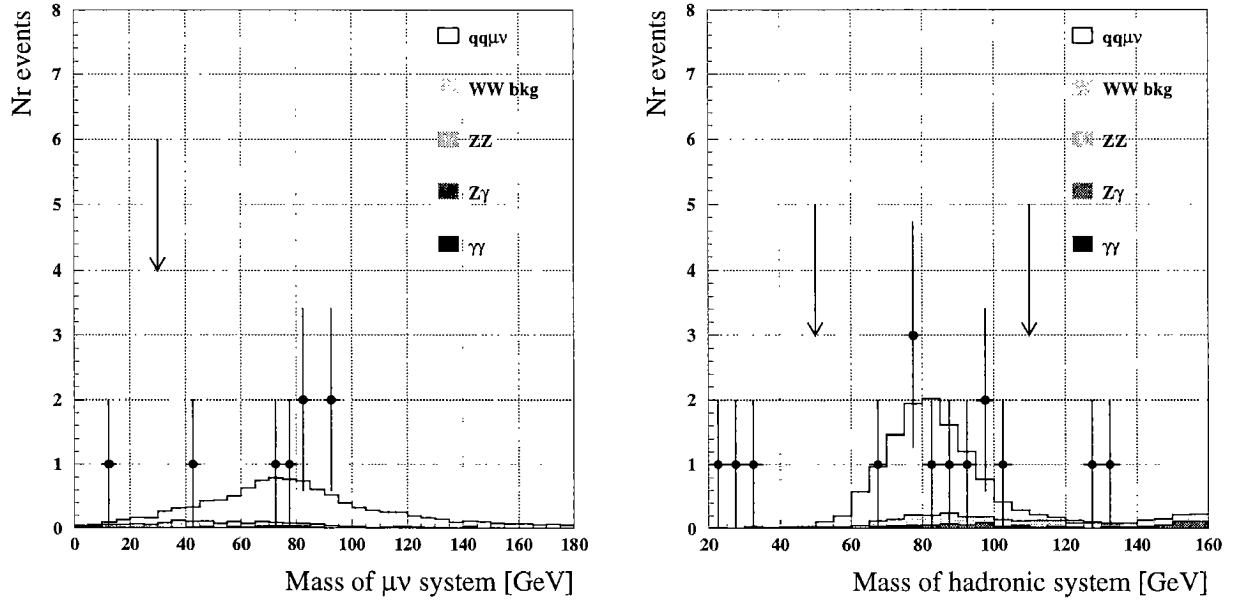 Nr events
8
7
6
5
4
3
2
1
0
qqμν
WW bkg
ZZ
Zγ
γγ
0 20 40 60 80 100 120 140 160 180
Mass of μν system [GeV]
Nr events
8
7
6
5
4
3
2
1
0
qqμν
WW bkg
ZZ
Zγ
γγ
20 40 60 80 100 120 140 160
Mass of hadronic system [GeV]